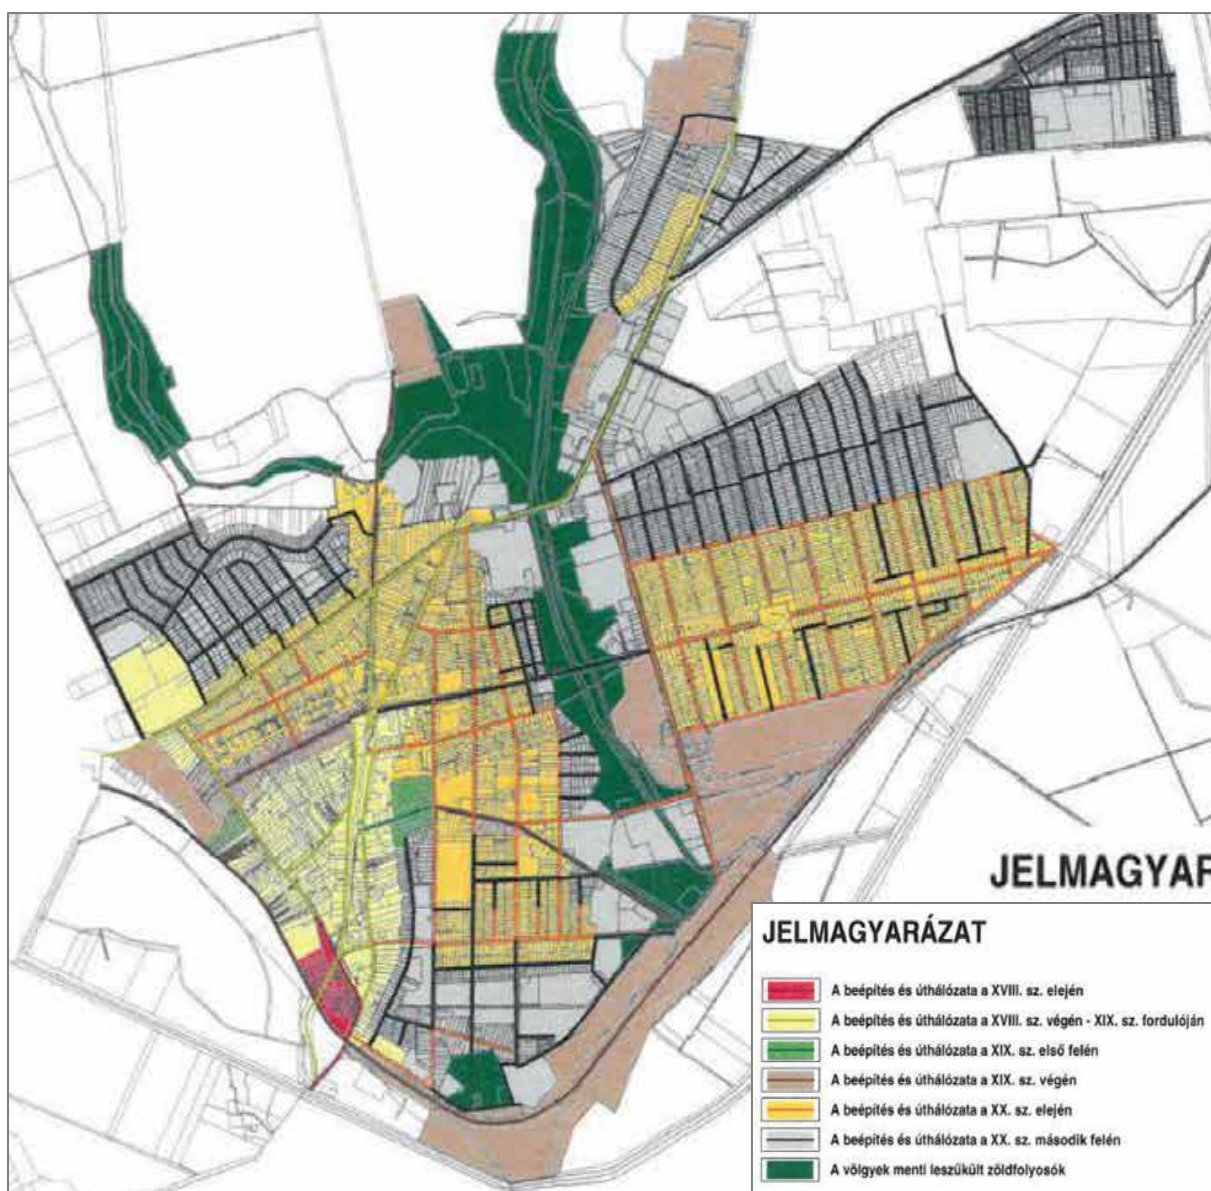 JELMAGYAR
JELMAGYARÁZAT
A beépítés és úthálózata a XVIII. sz. elején
A beépítés és úthálózata a XVIII. sz. végén - XIX. sz. fordulóján
A beépítés és úthálózata a XIX. sz. első felén
A beépítés és úthálózata a XIX. sz. végén
A beépítés és úthálózata a XX. sz. elején
A beépítés és úthálózata a XX. sz. második felén
A völgyek menti leszűkült zöldfolyosók